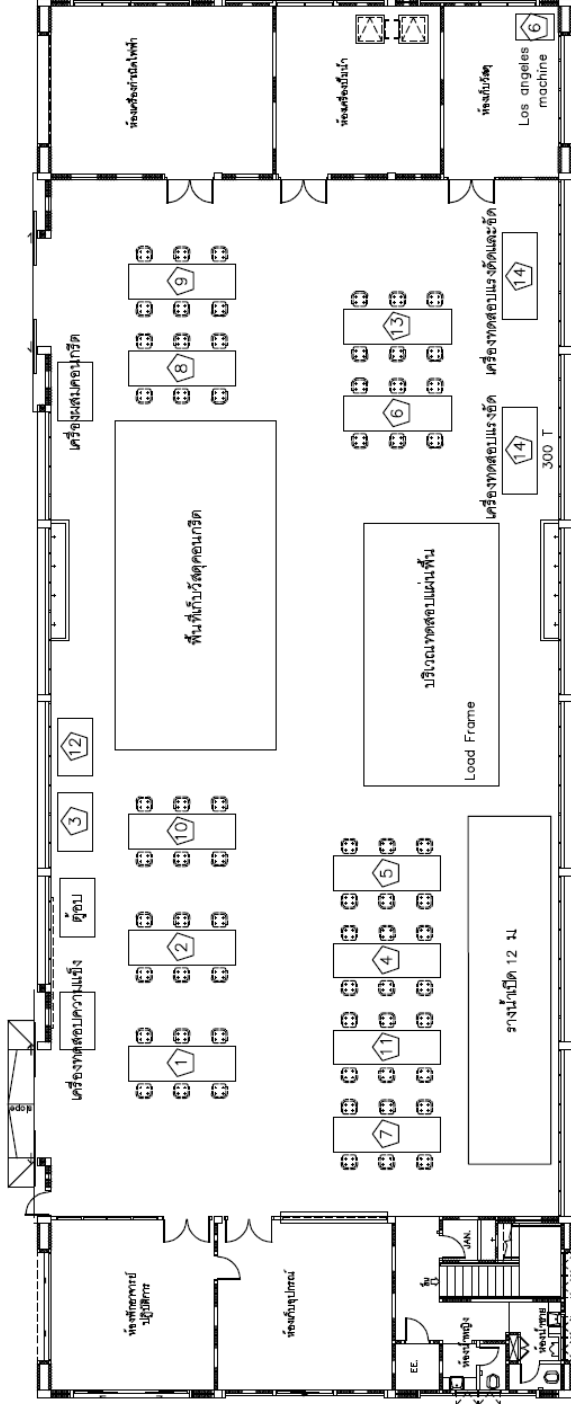 ห้องเครื่องกำเนิดไฟฟ้า
ห้องเครื่องปั๊มน้ำ
ห้องเก็บวัสดุ
6
Los angeles
machine
เครื่องผสมคอนกรีต
9
8
13
6
เครื่องทดสอบแรงดัดและอัด
14
เครื่องทดสอบแรงอัด
14
300 T
พื้นที่เก็บวัสดุคอนกรีต
บริเวณทดสอบแผ่นพื้น
Load Frame
12
3
ตู้อบ
เครื่องทดสอบความแข็ง
10
2
1
5
4
11
7
รางน้ำเปิด 12 ม
slope
ห้องพักอาจารย์
ปฏิบัติการ
ห้องเก็บอุปกรณ์
EE.
ห้องน้ำหญิง
ห้องน้ำชาย
ขึ้น
JAN.